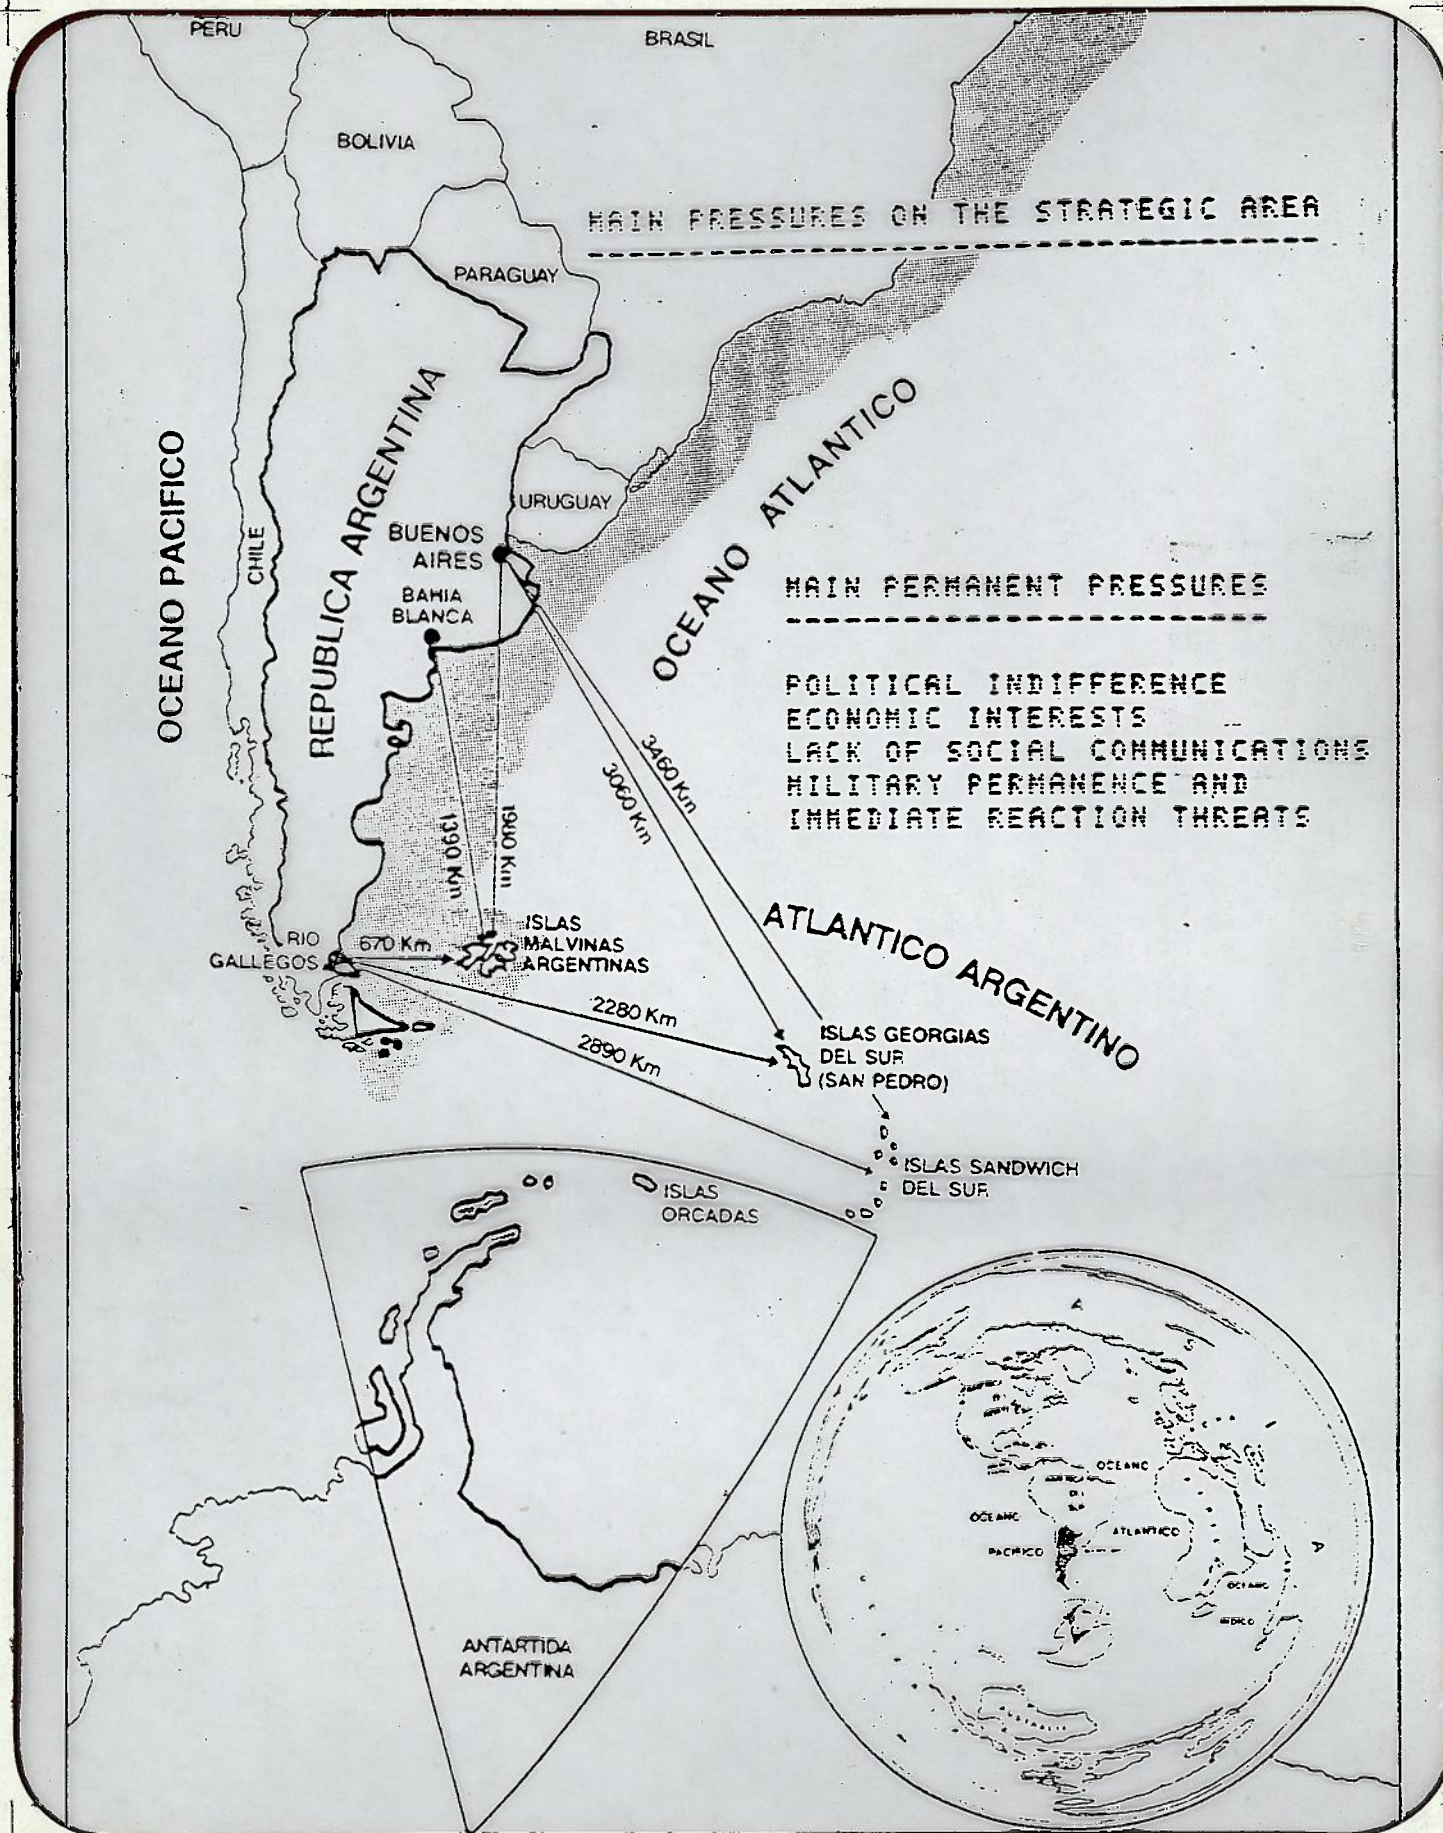 PERU
BRASIL
BOLIVIA
MAIN PRESSURES ON THE STRATEGIC AREA
PARAGUAY
REPUBLICA ARGENTINA
OCEANO PACIFICO
CHILE
OCEANO ATLANTICO
URUGUAY
BUENOS
AIRES
BAHIA
BLANCA
MAIN PERMANENT PRESSURES
POLITICAL INDIFFERENCE
ECONOMIC INTERESTS
LACK OF SOCIAL COMMUNICATIONS
MILITARY PERMANENCE AND
IMMEDIATE REACTION THREATS
3460 Km
3060 Km
1390 Km
1980 Km
ISLAS
MALVINAS
ARGENTINAS
RIO
GALLEGOS
670 Km
ATLANTICO ARGENTINO
2280 Km
2890 Km
ISLAS GEORGIAS
DEL SUR
(SAN PEDRO)
ISLAS SANDWICH
DEL SUR
ISLAS
ORCADAS
ANTARTIDA
ARGENTINA
A
S
I
A
OCEANO
OCEANO
ATLANTICO
PACIFICO
OCEANO
INDICO